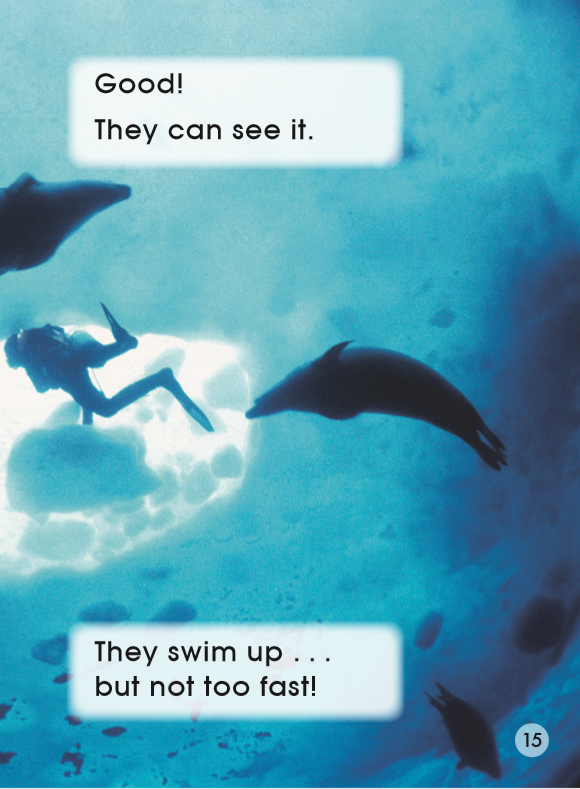 Good!
They can see it.
They swim up . . .
but not too fast!
15